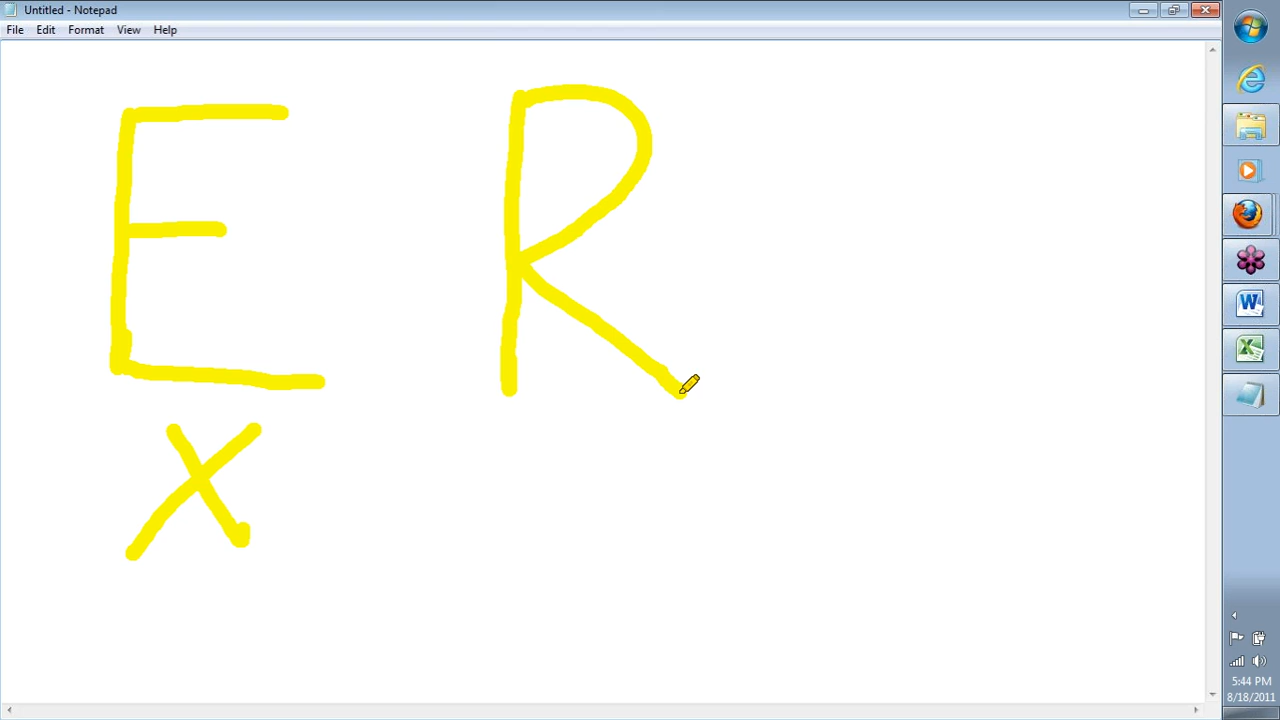 Untitled - Notepad
File Edit Format View Help
E R
X
5:44 PM
8/18/2011